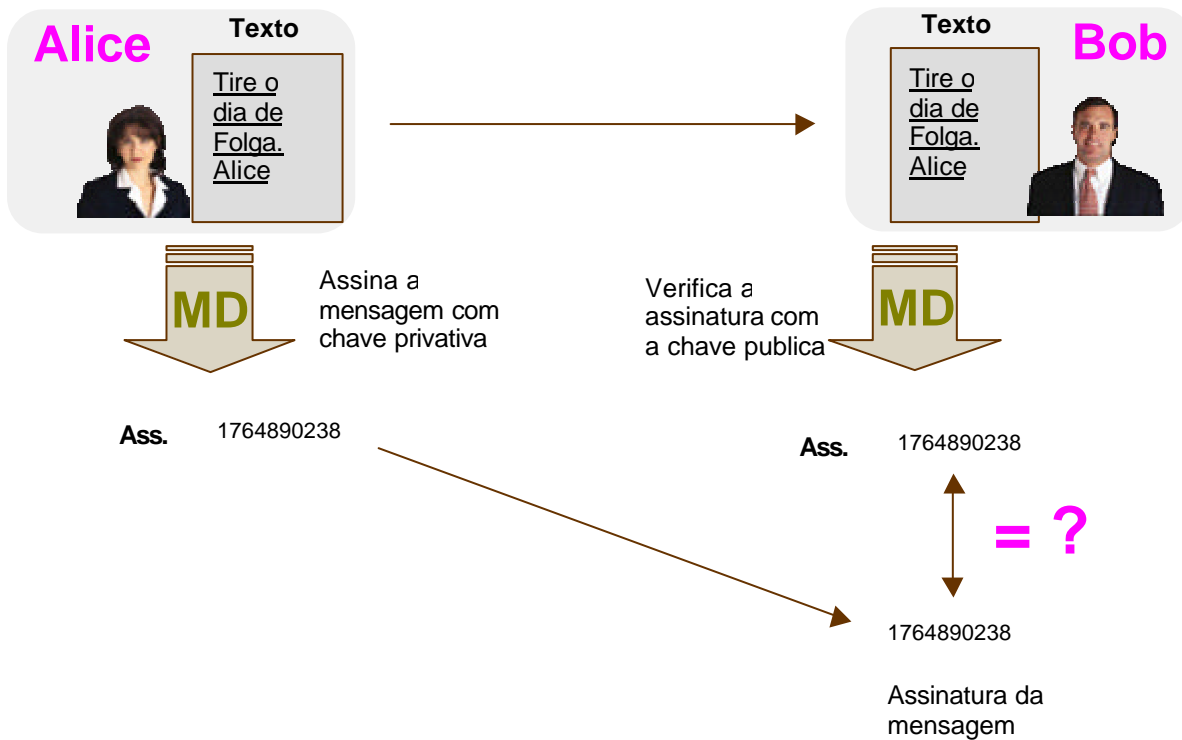 Alice
Texto
Tire o
dia de
Folga.
Alice
Texto
Bob
Tire o
dia de
Folga.
Alice
MD
Assina a
mensagem com
chave privativa
Verifica a
assinatura com
a chave publica
MD
Ass.
1764890238
Ass.
1764890238
= ?
1764890238
Assinatura da
mensagem